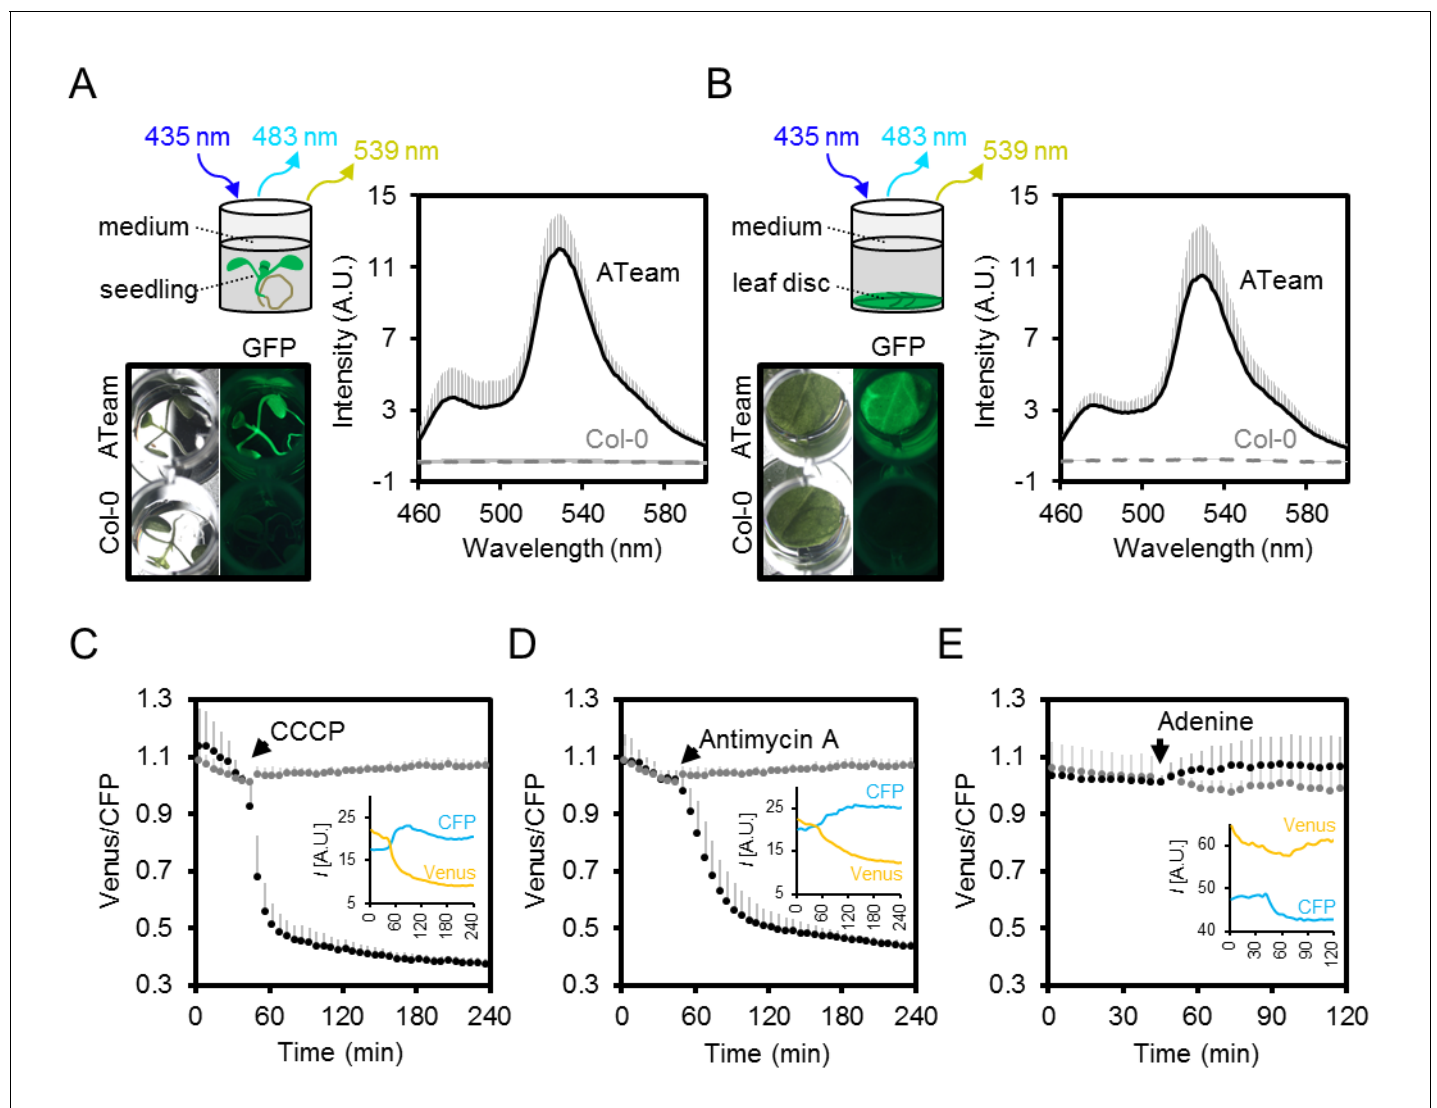 A
435 nm
483 nm
539 nm
medium
seedling
GFP
ATeam
Col-0
Intensity (A.U.)
15
11
7
3
-1
ATeam
Col-0
460
500
540
580
Wavelength (nm)
B
435 nm
483 nm
539 nm
medium
leaf disc
GFP
ATeam
Col-0
Intensity (A.U.)
15
11
7
3
-1
ATeam
Col-0
460
500
540
580
Wavelength (nm)
C
Venus/CFP
1.3
1.1
0.9
0.7
0.5
0.3
CCCP
I [A.U.]
25
15
5
CFP
Venus
0
60
120
180
240
0
60
120
180
240
Time (min)
D
Venus/CFP
1.3
1.1
0.9
0.7
0.5
0.3
Antimycin A
I [A.U.]
25
15
5
CFP
Venus
0
60
120
180
240
0
60
120
180
240
Time (min)
E
Venus/CFP
1.3
1.1
0.9
0.7
0.5
0.3
Adenine
I [A.U.]
60
50
40
Venus
CFP
0
30
60
90
120
0
30
60
90
120
Time (min)